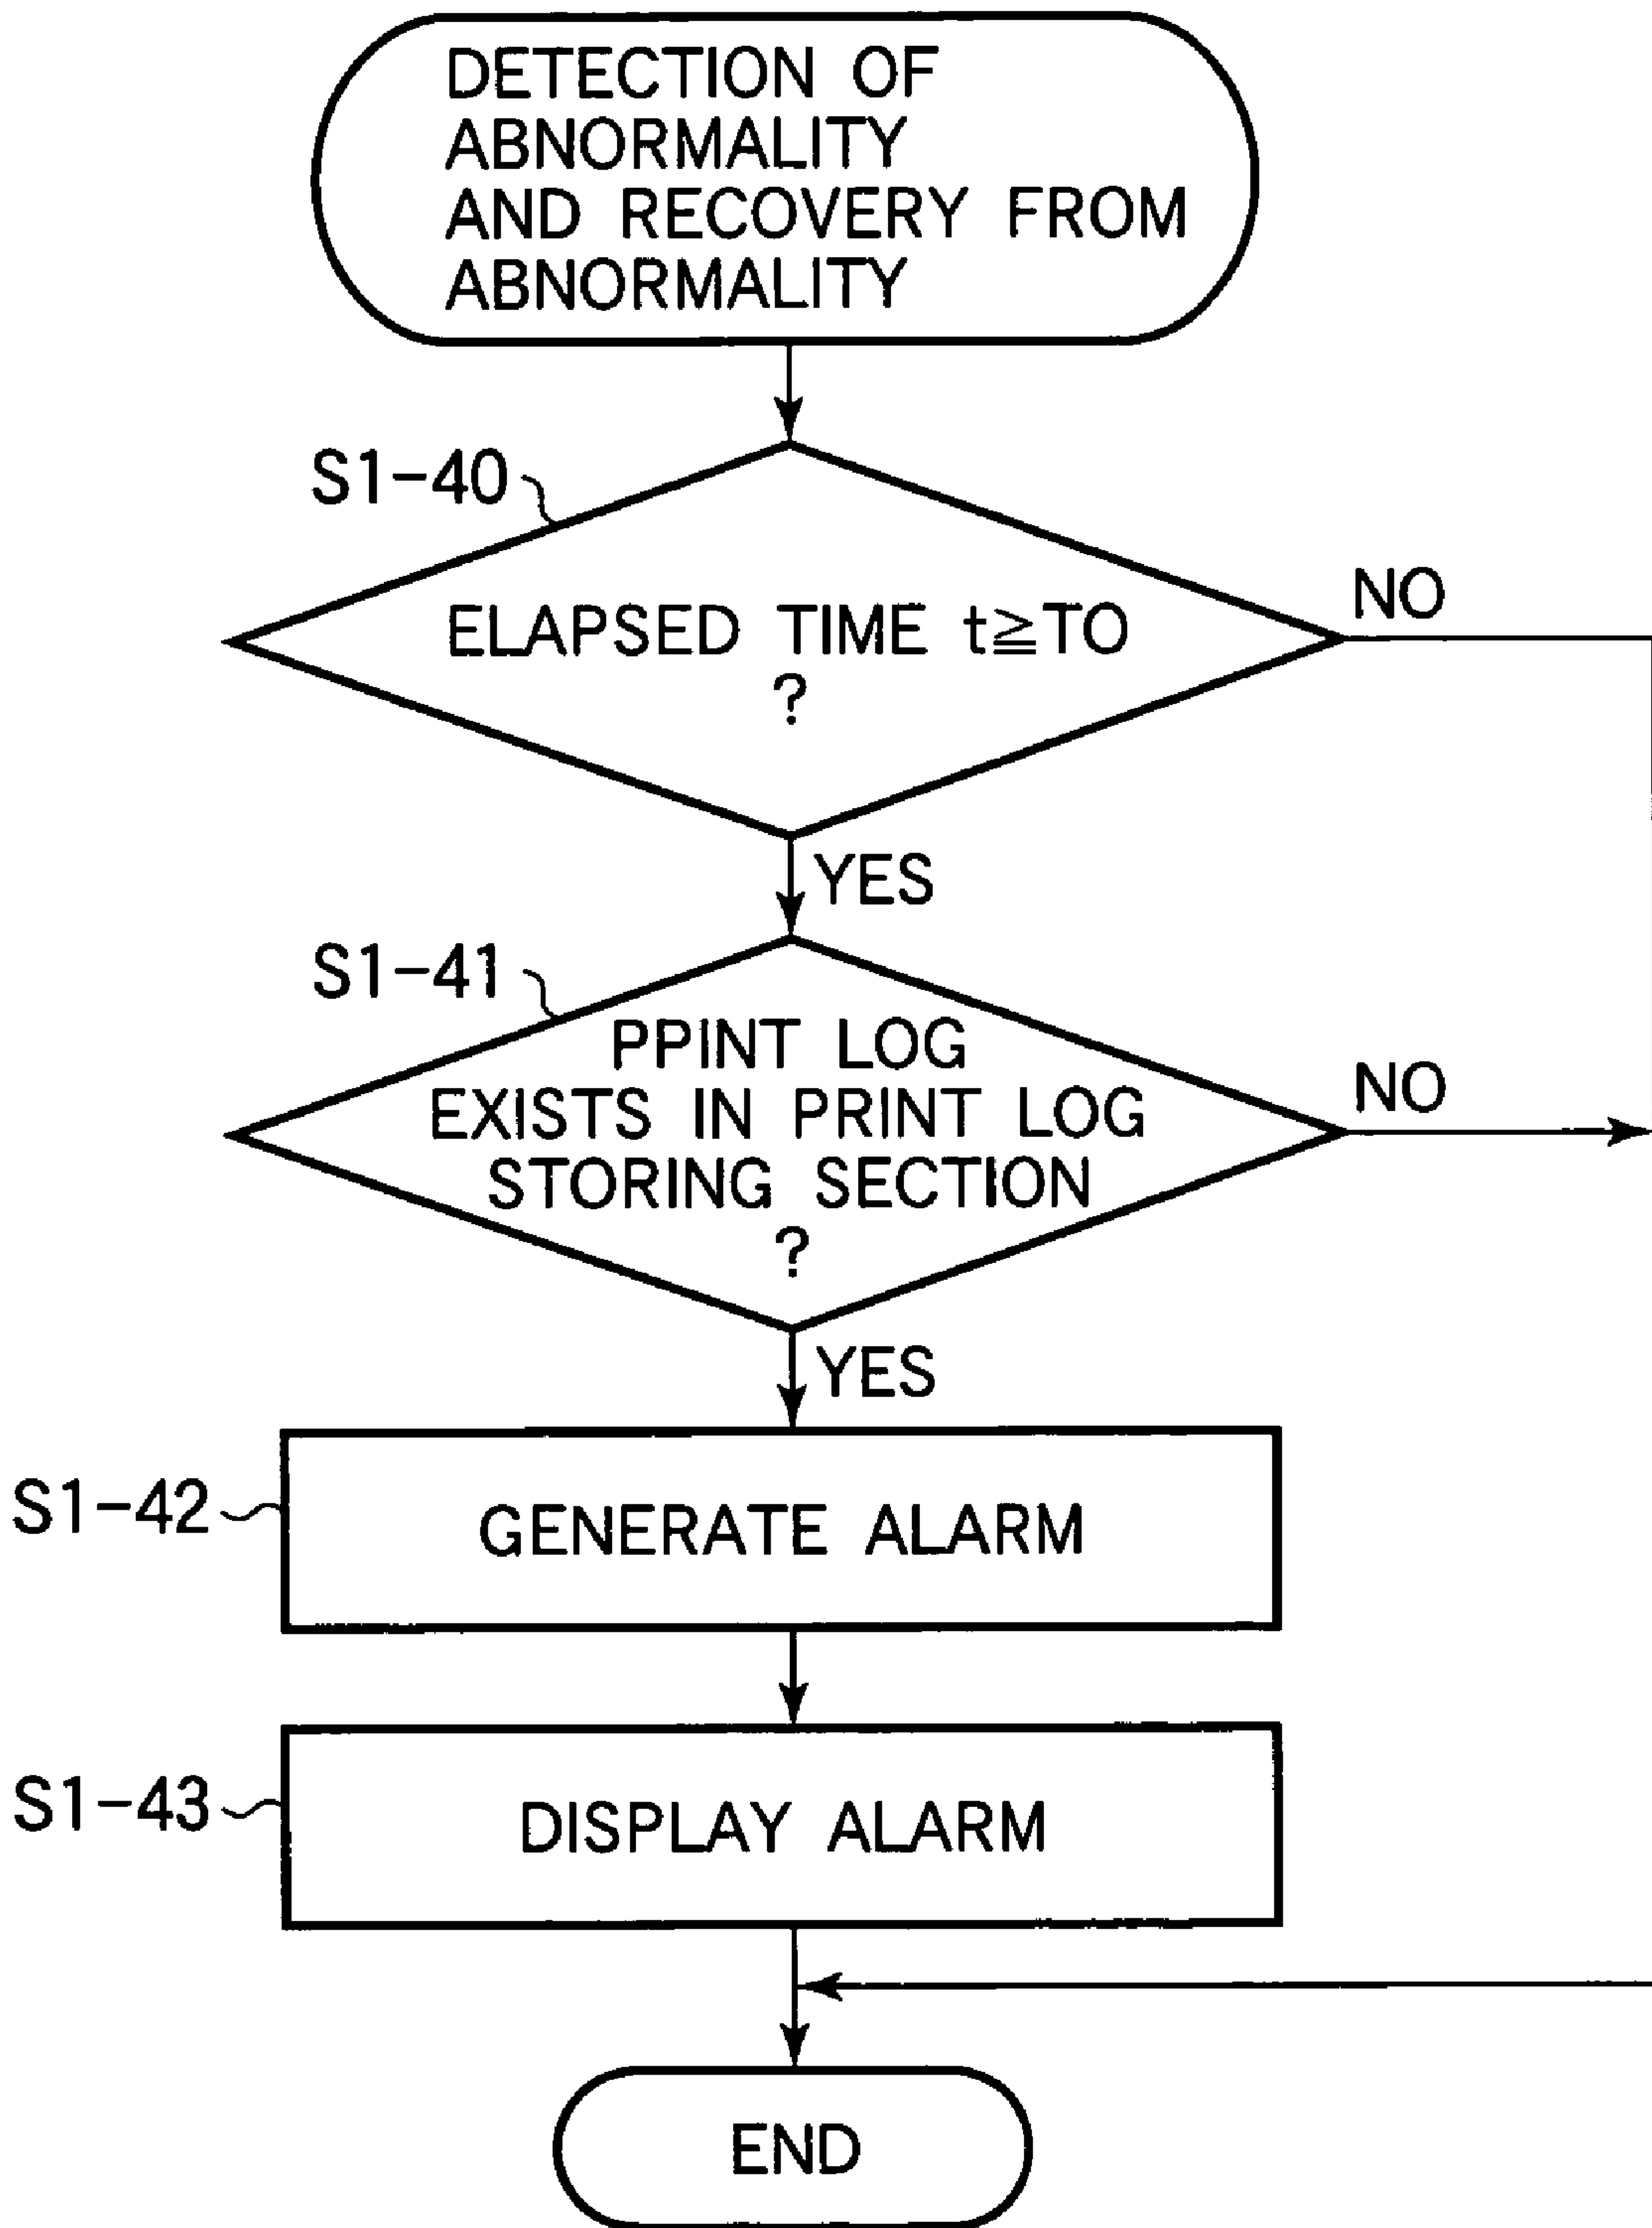 DETECTION OF
ABNORMALITY
AND RECOVERY FROM
ABNORMALITY
S1-40
ELAPSED TIME t≧TO
?
NO
YES
S1-41
PPINT LOG
EXISTS IN PRINT LOG
STORING SECTION
?
NO
YES
S1-42
GENERATE ALARM
S1-43
DISPLAY ALARM
END